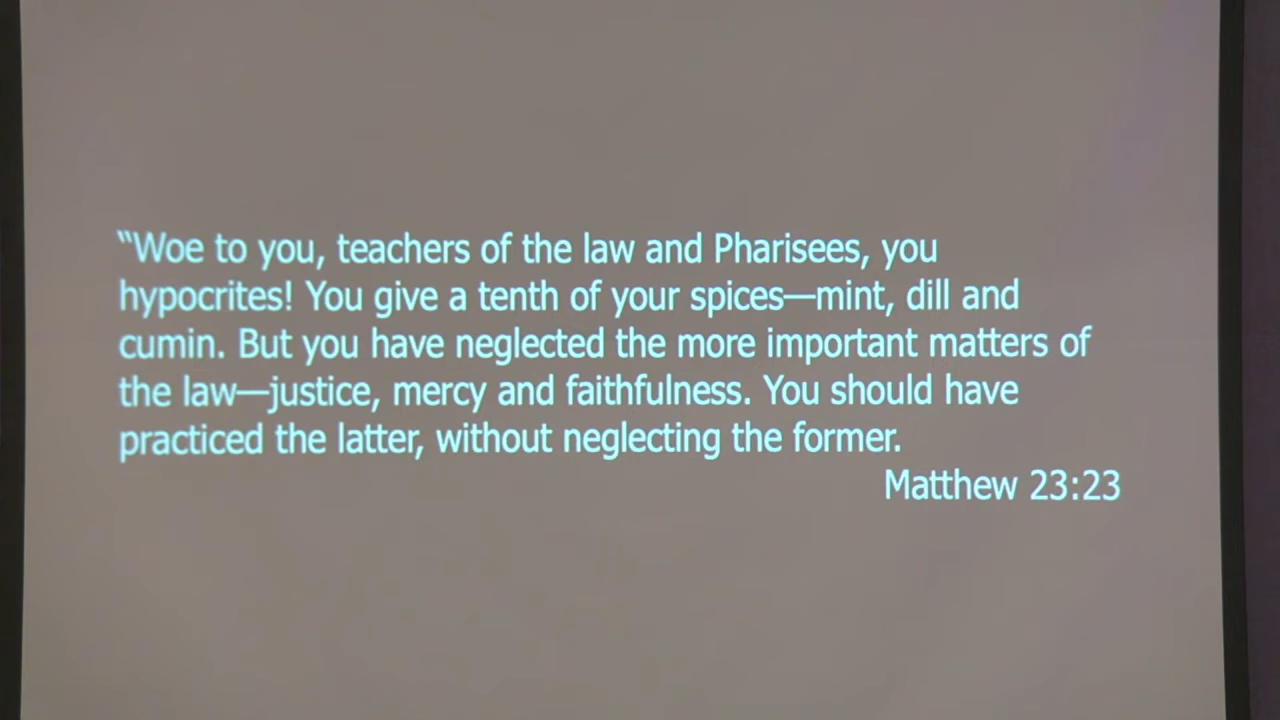 “Woe to you, teachers of the law and Pharisees, you
hypocrites! You give a tenth of your spices—mint, dill and
cumin. But you have neglected the more important matters of
the law—justice, mercy and faithfulness. You should have
practiced the latter, without neglecting the former.
Matthew 23:23